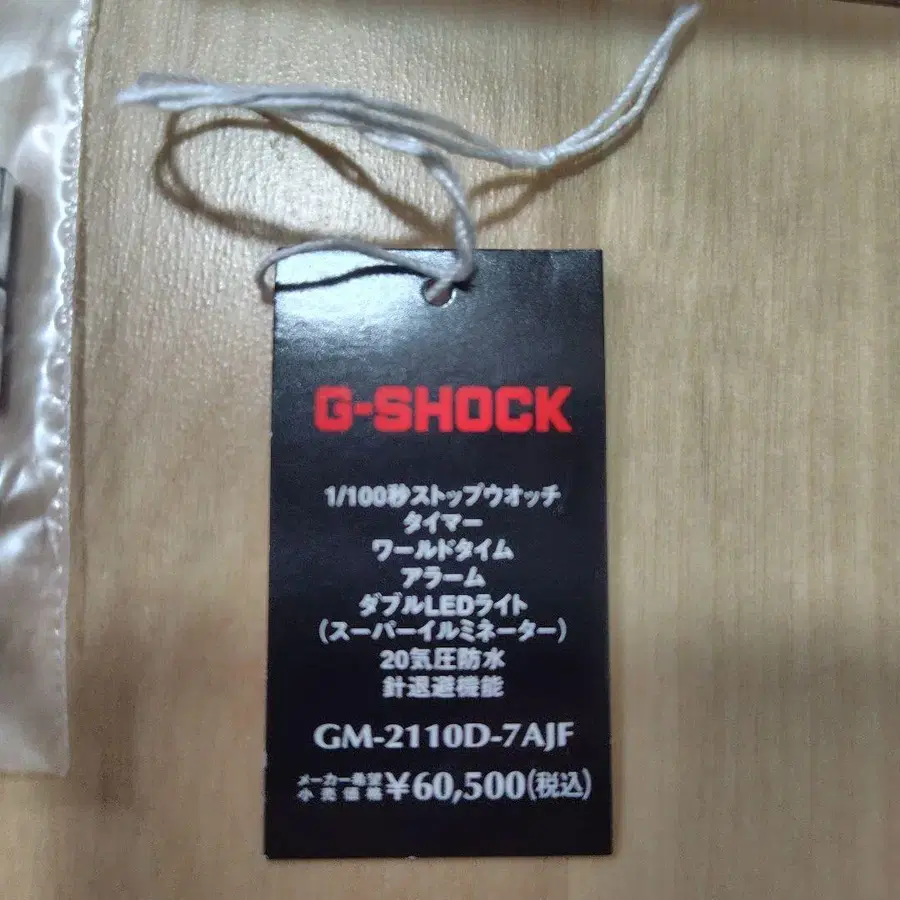 G-SHOCK
1/100秒ストップウオッチ
タイマー
ワールドタイム
アラーム
ダブルLEDライト
(スーパーイルミネーター)
20気圧防水
針退避機能
GM-2110D-7AJF
メーカー希望小売価格 ¥60,500(税込)